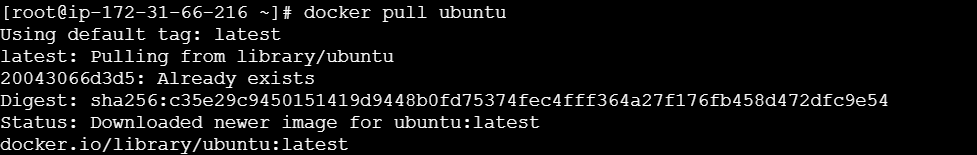 [root@ip-172-31-66-216 ~]# docker pull ubuntu
Using default tag: latest
latest: Pulling from library/ubuntu
20043066d3d5: Already exists
Digest: sha256:c35e29c9450151419d9448b0fd75374fec4fff364a27f176fb458d472dfc9e54
Status: Downloaded newer image for ubuntu:latest
docker.io/library/ubuntu:latest